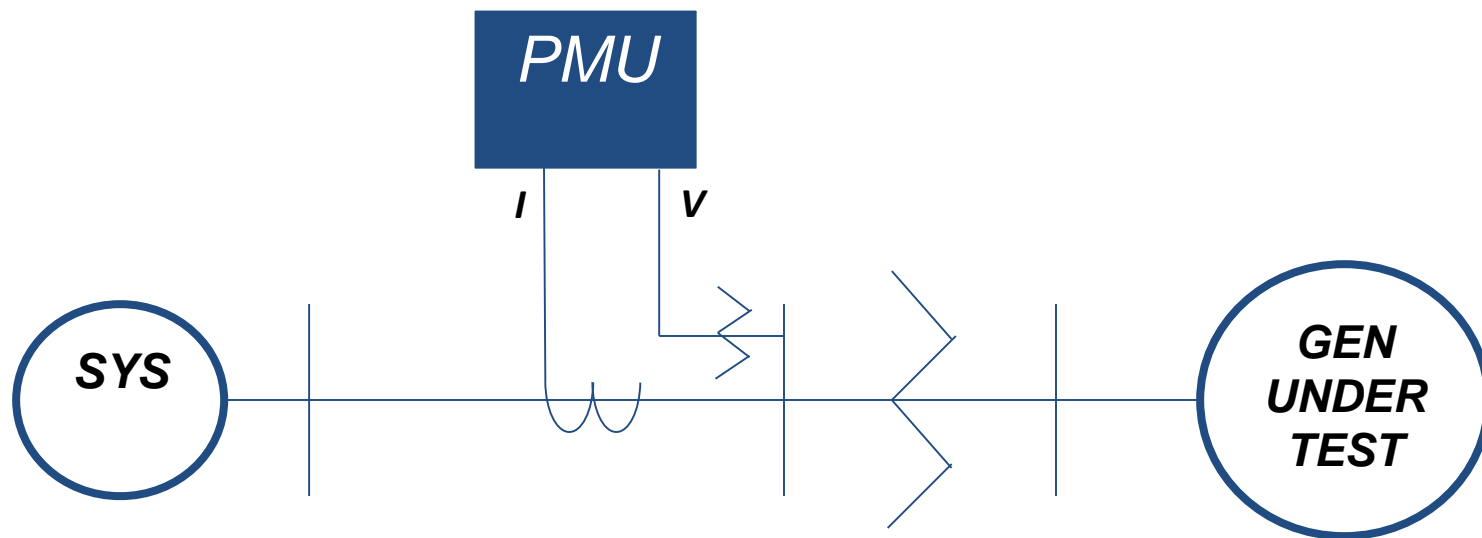 PMU
I
V
SYS
GEN
UNDER
TEST